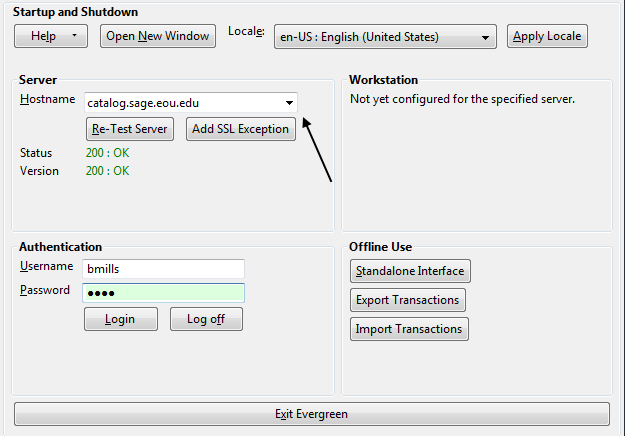 Startup and Shutdown
Help Open New Window Locale: en-US : English (United States) Apply Locale
Server
Hostname catalog.sage.eou.edu
Re-Test Server Add SSL Exception
Status 200 : OK
Version 200 : OK
Workstation
Not yet configured for the specified server.
Authentication
Username bmills
Password ●●●●
Login Log off
Offline Use
Standalone Interface
Export Transactions
Import Transactions
Exit Evergreen